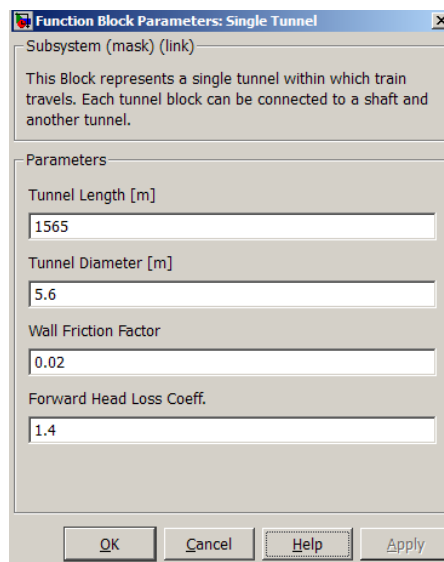 Function Block Parameters: Single Tunnel
Subsystem (mask) (link)
This Block represents a single tunnel within which train
travels. Each tunnel block can be connected to a shaft and
another tunnel.
Parameters
Tunnel Length [m]
1565
Tunnel Diameter [m]
5.6
Wall Friction Factor
0.02
Forward Head Loss Coeff.
1.4
OK Cancel Help Apply